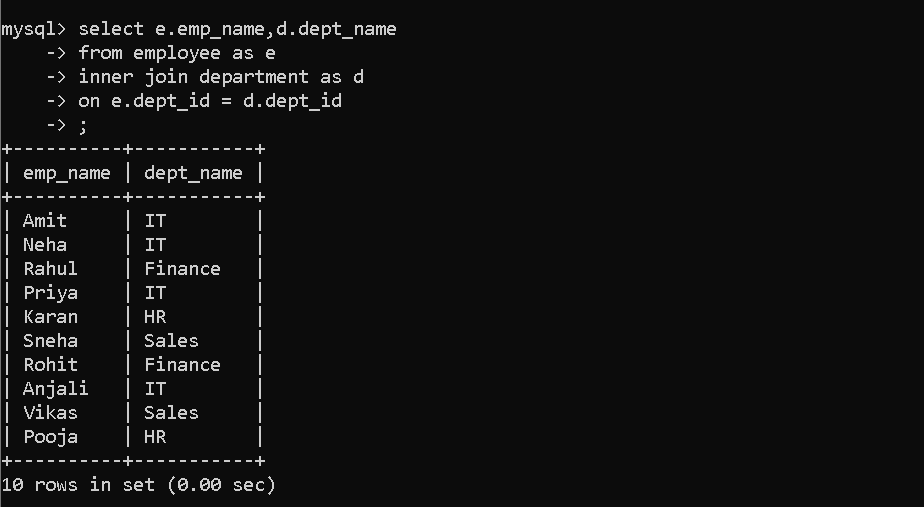 mysql> select e.emp_name,d.dept_name
    -> from employee as e
    -> inner join department as d
    -> on e.dept_id = d.dept_id
    -> ;
+----------+-----------+
| emp_name | dept_name |
+----------+-----------+
| Amit     | IT        |
| Neha     | IT        |
| Rahul    | Finance   |
| Priya    | IT        |
| Karan    | HR        |
| Sneha    | Sales     |
| Rohit    | Finance   |
| Anjali   | IT        |
| Vikas    | Sales     |
| Pooja    | HR        |
+----------+-----------+
10 rows in set (0.00 sec)